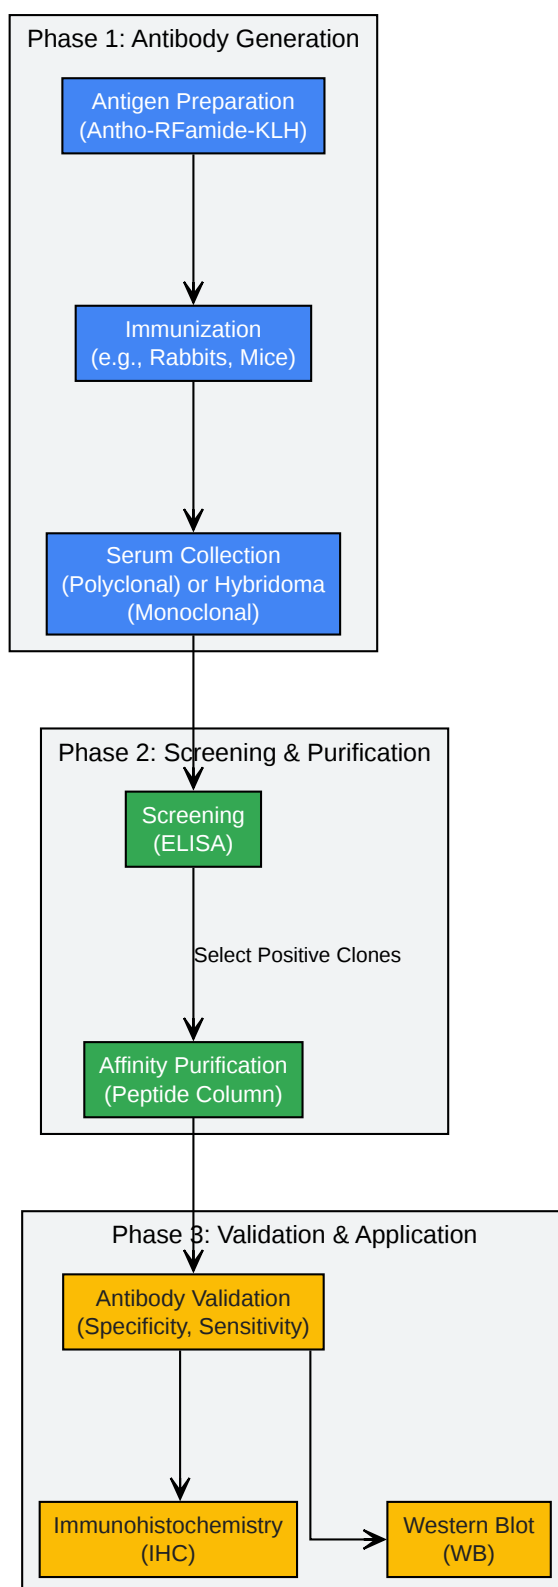 Phase 1: Antibody Generation
Antigen Preparation
(Antho-RFamide-KLH)
Immunization
(e.g., Rabbits, Mice)
Serum Collection
(Polyclonal) or Hybridoma
(Monoclonal)
Phase 2: Screening & Purification
Screening
(ELISA)
Select Positive Clones
Affinity Purification
(Peptide Column)
Phase 3: Validation & Application
Antibody Validation
(Specificity, Sensitivity)
Immunohistochemistry
(IHC)
Western Blot
(WB)